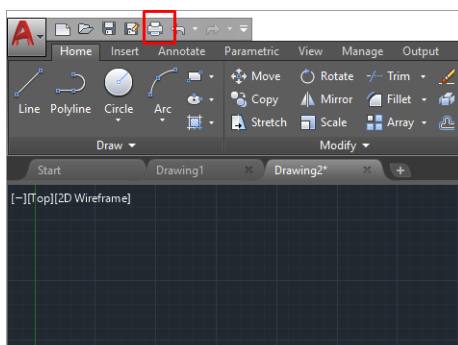 A
Home Insert Annotate Parametric View Manage Output
Line Polyline Circle Arc
Move Rotate Trim
Copy Mirror Fillet
Stretch Scale Array
Draw Modify
Start Drawing1 Drawing2*
[−][Top][2D Wireframe]